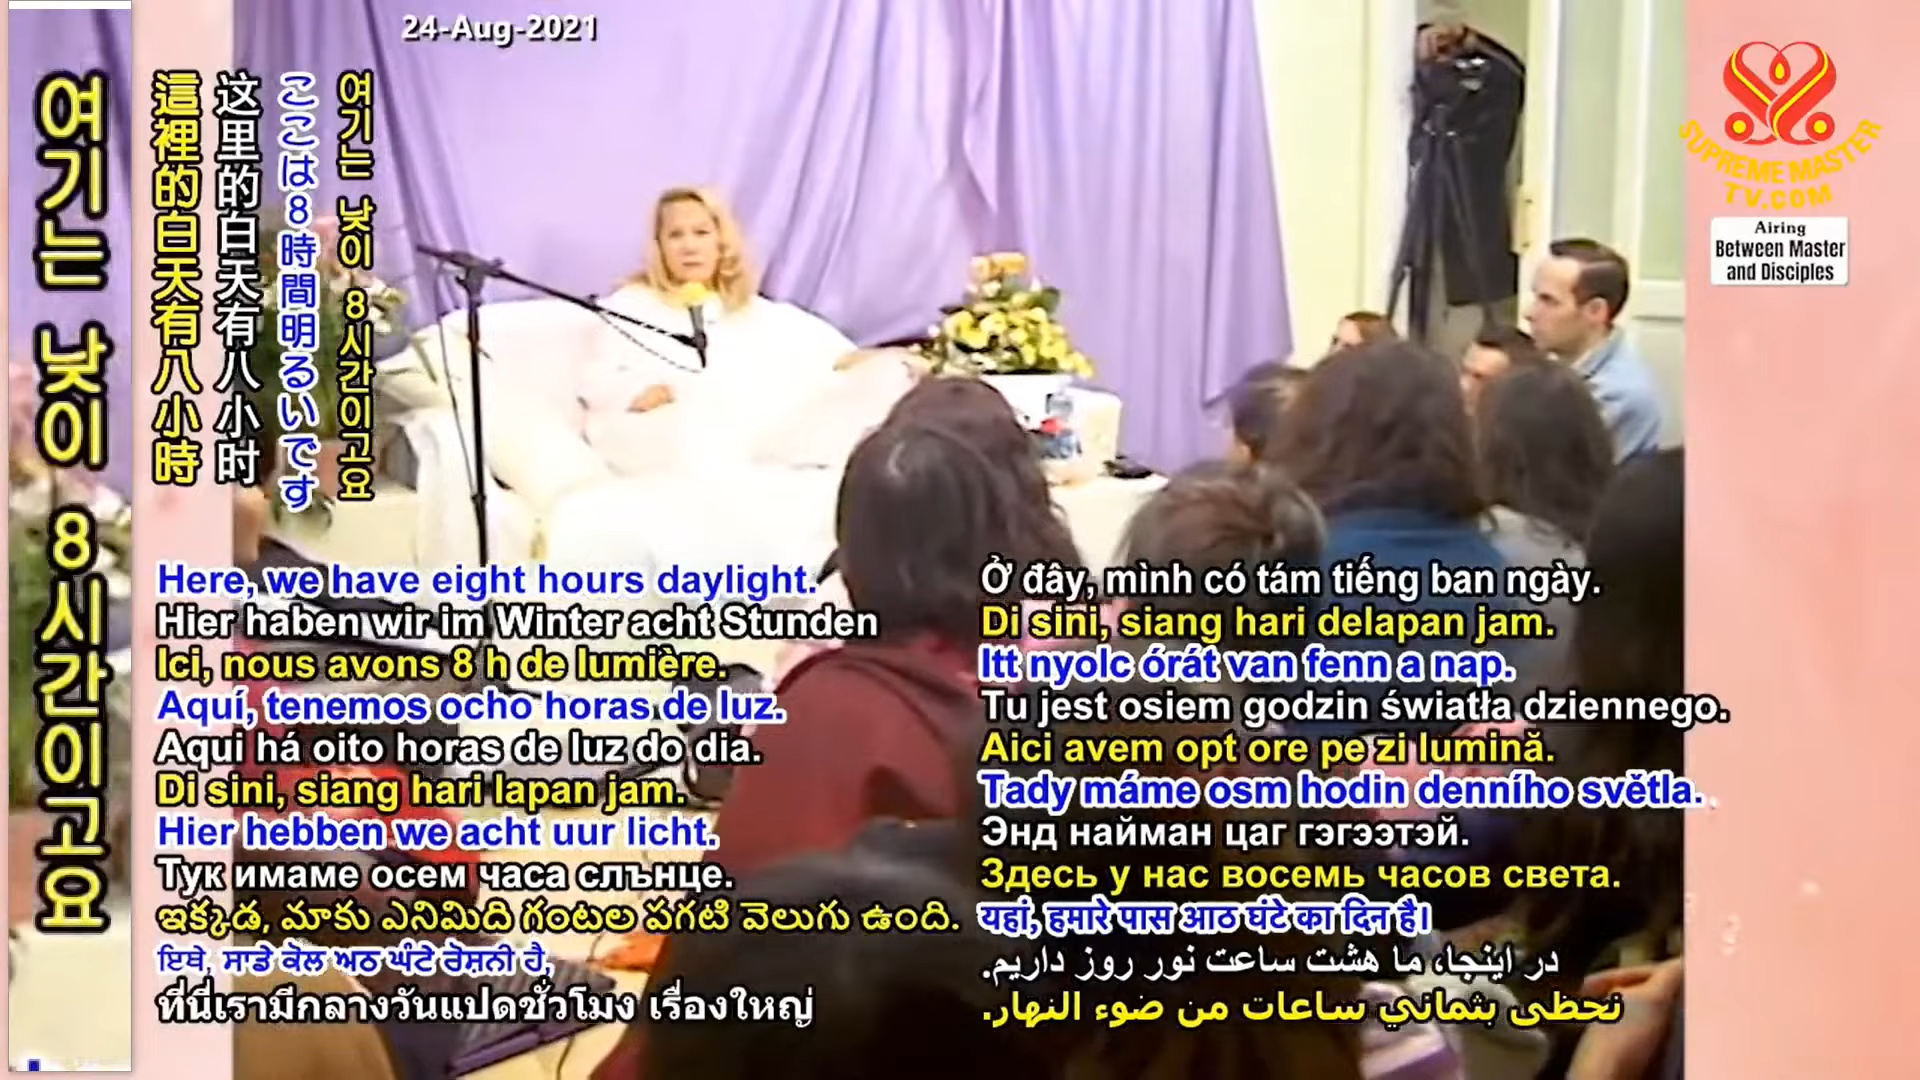 24-Aug-2021
여기는 낮이 8시간이고요
這裡的白天有八小時
这里的白天有八小时
ここは8時間明るいです
여기는 낮이 8시간이고요
SUPREME MASTER
TV.COM
Airing
Between Master
and Disciples
Here, we have eight hours daylight.
Hier haben wir im Winter acht Stunden
Ici, nous avons 8 h de lumière.
Aquí, tenemos ocho horas de luz.
Aqui há oito horas de luz do dia.
Di sini, siang hari lapan jam.
Hier hebben we acht uur licht.
Тук имаме осем часа слънце.
ఇక్కడ, మాకు ఎనిమిది గంటల పగటి వెలుగు ఉంది.
ਇਥੇ, ਸਾਡੇ ਕੋਲ ਅਠ ਘੰਟੇ ਰੋਸ਼ਨੀ ਹੈ,
ที่นี่เรามีกลางวันแปดชั่วโมง เรื่องใหญ่
Ở đây, mình có tám tiếng ban ngày.
Di sini, siang hari delapan jam.
Itt nyolc órát van fenn a nap.
Tu jest osiem godzin światła dziennego.
Aici avem opt ore pe zi lumină.
Tady máme osm hodin denního světla.
Энд найман цаг гэгээтэй.
Здесь у нас восемь часов света.
यहां, हमारे पास आठ घंटे का दिन है।
در اینجا، ما هشت ساعت نور روز داریم.
نحظى بثماني ساعات من ضوء النهار.